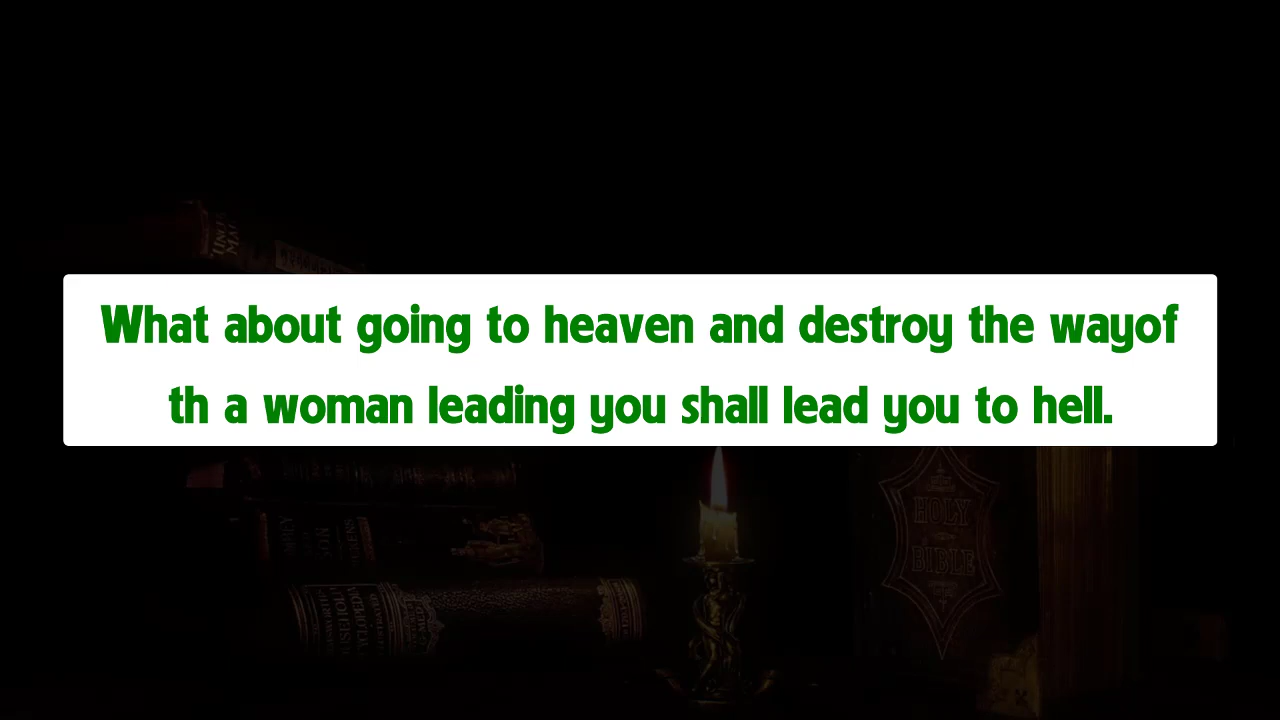 What about going to heaven and destroy the wayof
th a woman leading you shall lead you to hell.
HOLY
BIBLE